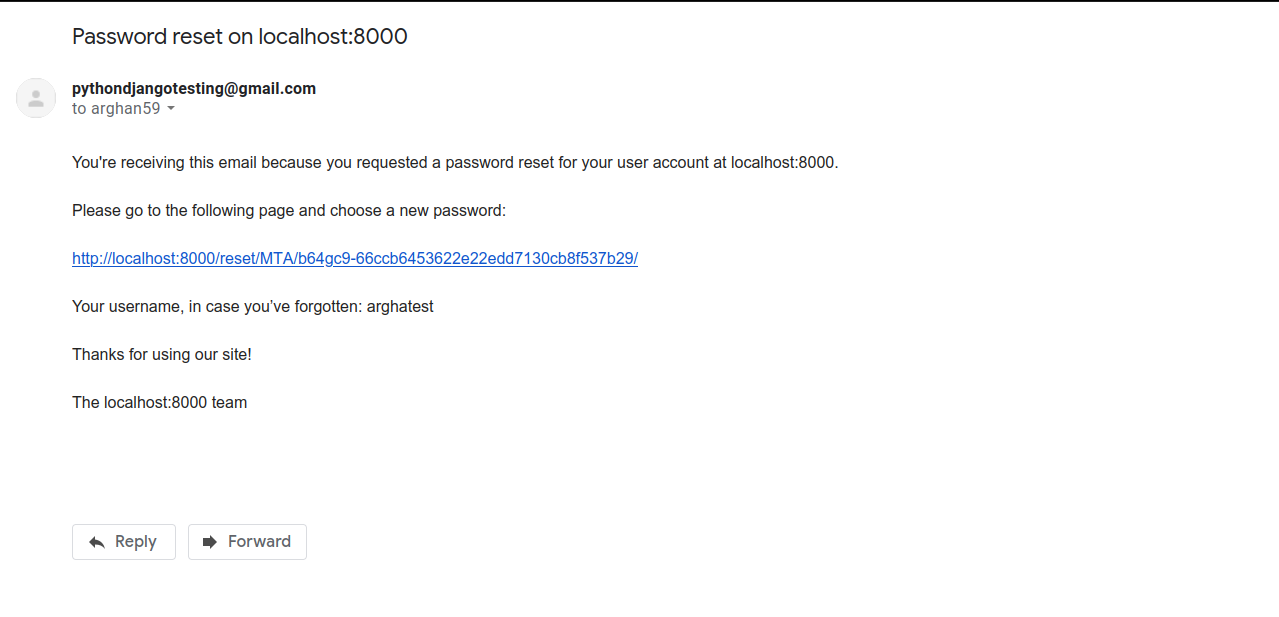 Password reset on localhost:8000
pythondjangotesting@gmail.com
to arghan59
You're receiving this email because you requested a password reset for your user account at localhost:8000.
Please go to the following page and choose a new password:
http://localhost:8000/reset/MTA/b64gc9-66ccb6453622e22edd7130cb8f537b29/
Your username, in case you’ve forgotten: arghatest
Thanks for using our site!
The localhost:8000 team
Reply
Forward